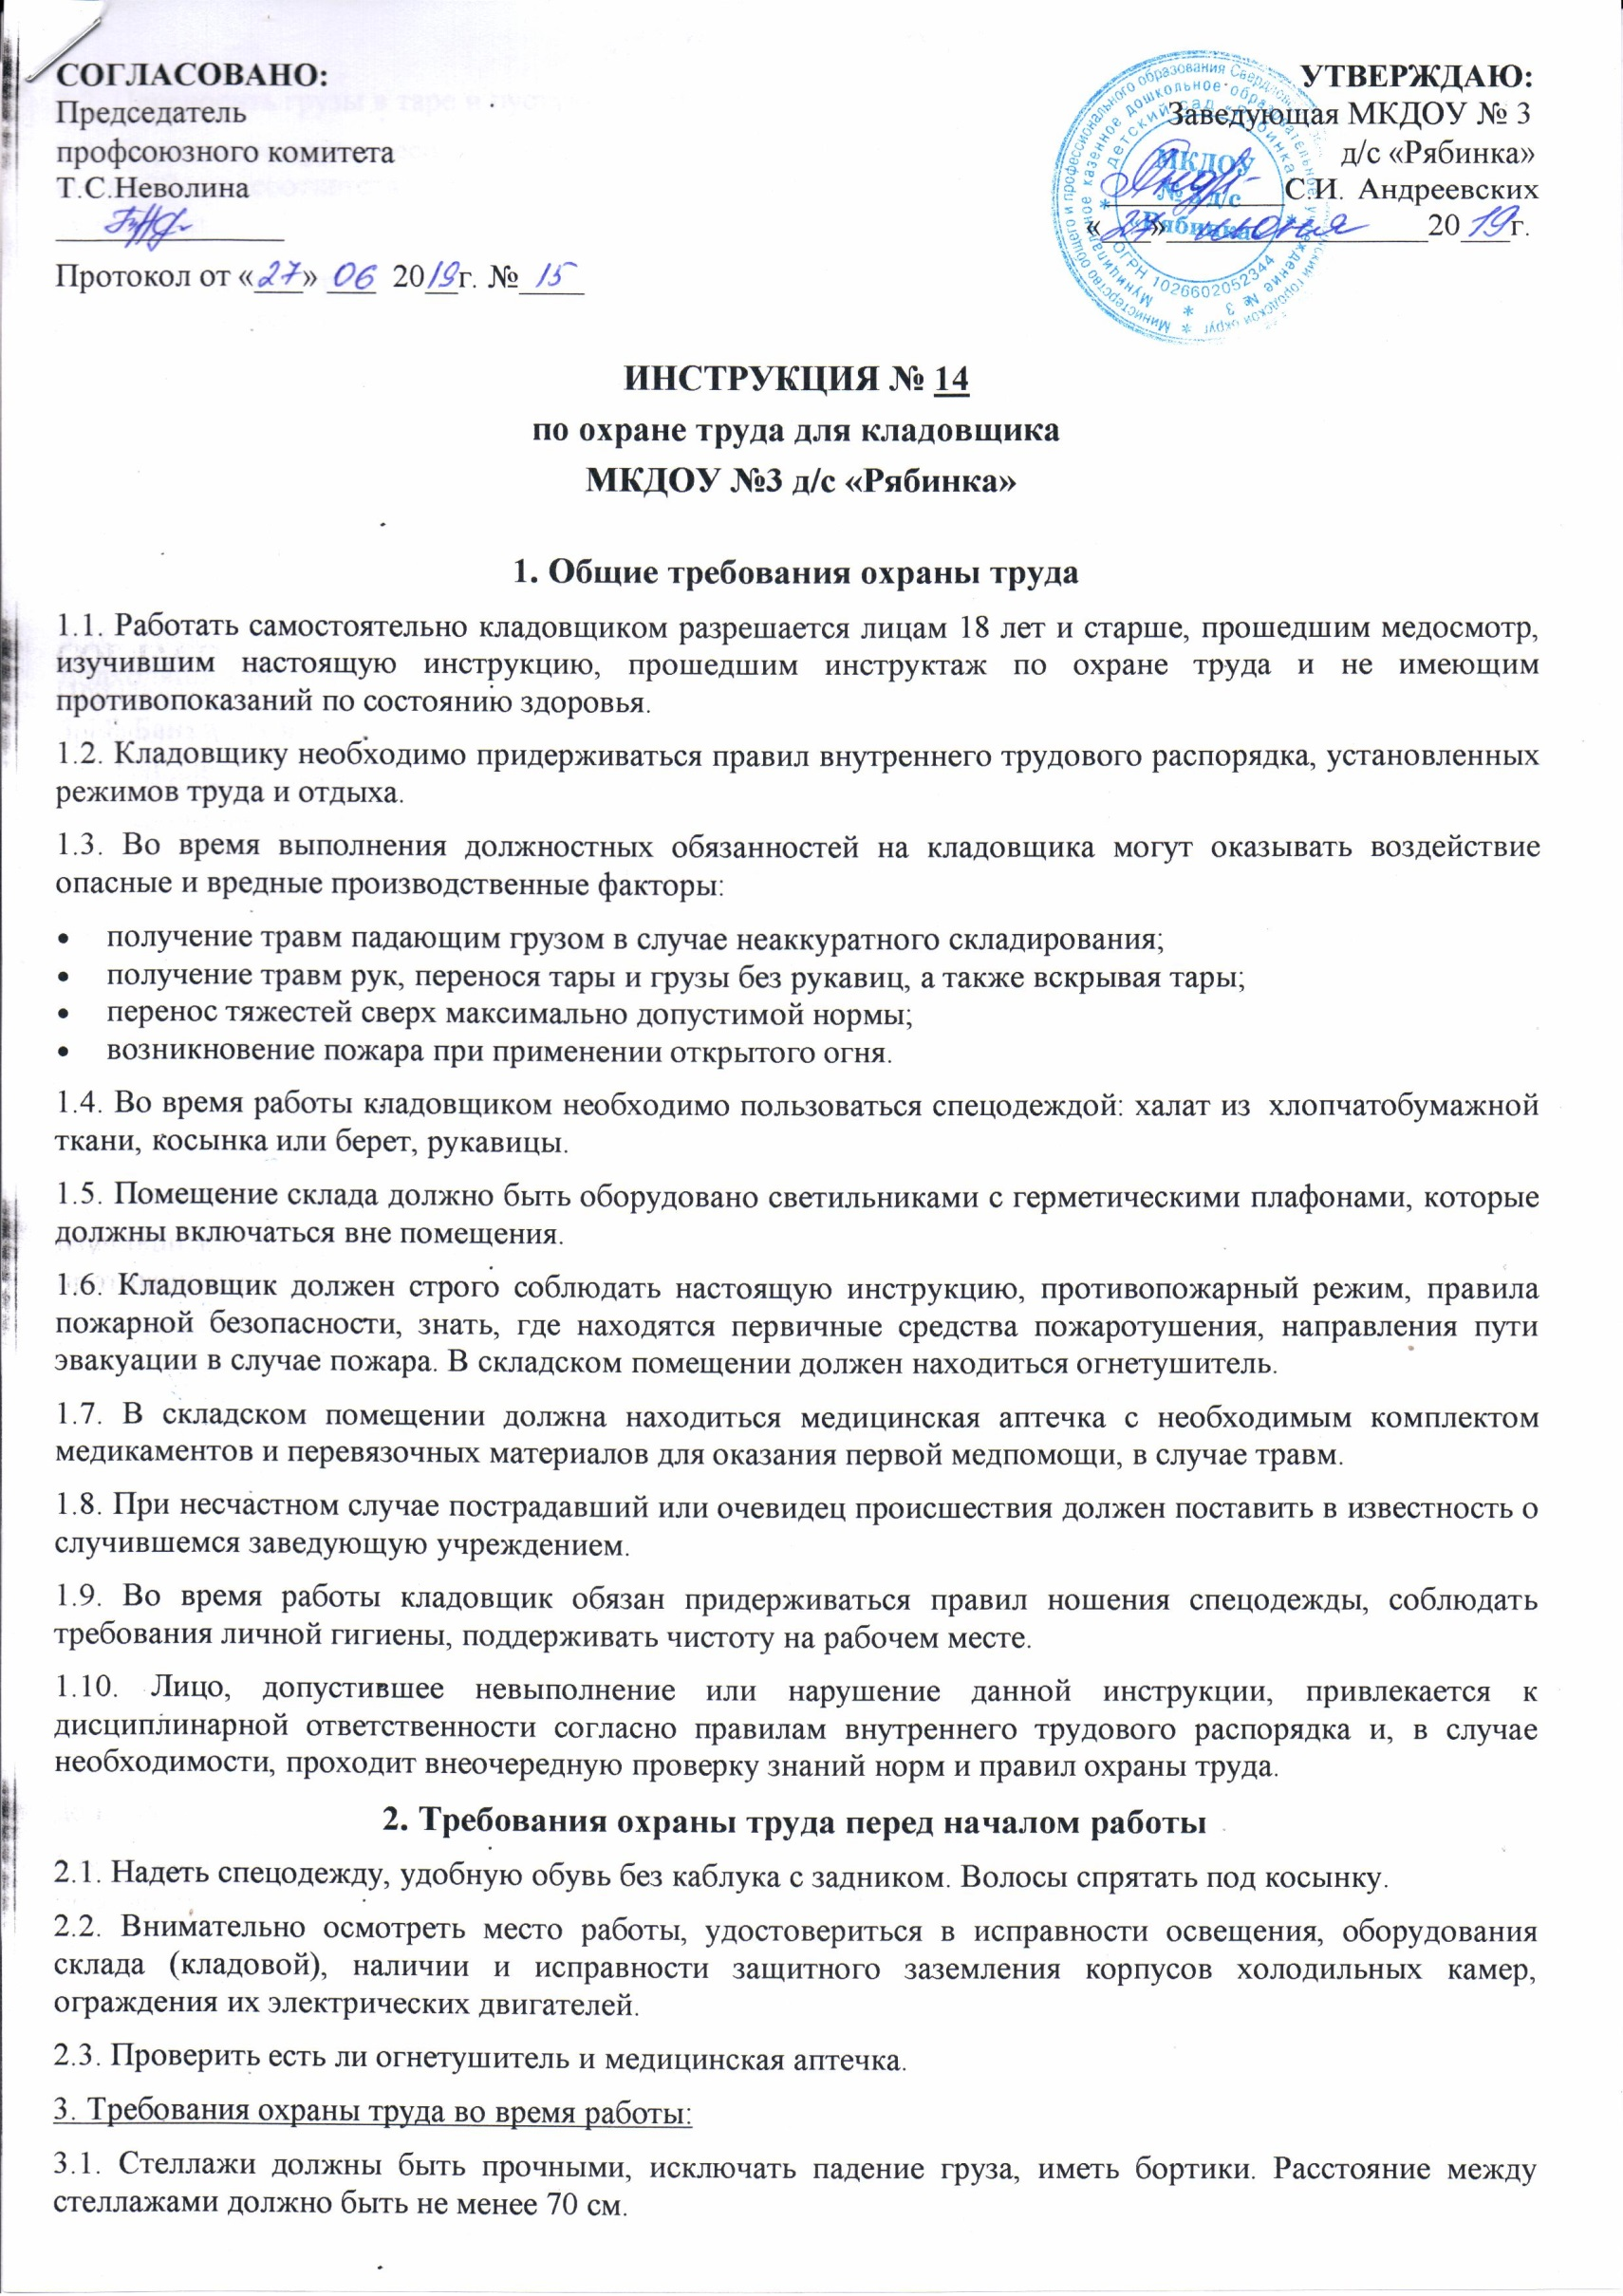 СОГЛАСОВАНО:
Председатель
профсоюзного комитета
Т.С.Неволина
Протокол от «27» 06 2019г. № 15
УТВЕРЖДАЮ:
Заведующая МКДОУ № 3
д/с «Рябинка»
С.И. Андреевских
«27» июня 2019г.
МКДОУ
№ 3 д/с
«Рябинка»
ОГРН 1026602052344
ИНСТРУКЦИЯ № 14
по охране труда для кладовщика
МКДОУ №3 д/с «Рябинка»
1. Общие требования охраны труда
1.1. Работать самостоятельно кладовщиком разрешается лицам 18 лет и старше, прошедшим медосмотр,
изучившим настоящую инструкцию, прошедшим инструктаж по охране труда и не имеющим
противопоказаний по состоянию здоровья.
1.2. Кладовщику необходимо придерживаться правил внутреннего трудового распорядка, установленных
режимов труда и отдыха.
1.3. Во время выполнения должностных обязанностей на кладовщика могут оказывать воздействие
опасные и вредные производственные факторы:
• получение травм падающим грузом в случае неаккуратного складирования;
• получение травм рук, перенося тары и грузы без рукавиц, а также вскрывая тары;
• перенос тяжестей сверх максимально допустимой нормы;
• возникновение пожара при применении открытого огня.
1.4. Во время работы кладовщиком необходимо пользоваться спецодеждой: халат из хлопчатобумажной
ткани, косынка или берет, рукавицы.
1.5. Помещение склада должно быть оборудовано светильниками с герметическими плафонами, которые
должны включаться вне помещения.
1.6. Кладовщик должен строго соблюдать настоящую инструкцию, противопожарный режим, правила
пожарной безопасности, знать, где находятся первичные средства пожаротушения, направления пути
эвакуации в случае пожара. В складском помещении должен находиться огнетушитель.
1.7. В складском помещении должна находиться медицинская аптечка с необходимым комплектом
медикаментов и перевязочных материалов для оказания первой медпомощи, в случае травм.
1.8. При несчастном случае пострадавший или очевидец происшествия должен поставить в известность о
случившемся заведующую учреждением.
1.9. Во время работы кладовщик обязан придерживаться правил ношения спецодежды, соблюдать
требования личной гигиены, поддерживать чистоту на рабочем месте.
1.10. Лицо, допустившее невыполнение или нарушение данной инструкции, привлекается к
дисциплинарной ответственности согласно правилам внутреннего трудового распорядка и, в случае
необходимости, проходит внеочередную проверку знаний норм и правил охраны труда.
2. Требования охраны труда перед началом работы
2.1. Надеть спецодежду, удобную обувь без каблука с задником. Волосы спрятать под косынку.
2.2. Внимательно осмотреть место работы, удостовериться в исправности освещения, оборудования
склада (кладовой), наличии и исправности защитного заземления корпусов холодильных камер,
ограждения их электрических двигателей.
2.3. Проверить есть ли огнетушитель и медицинская аптечка.
3. Требования охраны труда во время работы:
3.1. Стеллажи должны быть прочными, исключать падение груза, иметь бортики. Расстояние между
стеллажами должно быть не менее 70 см.